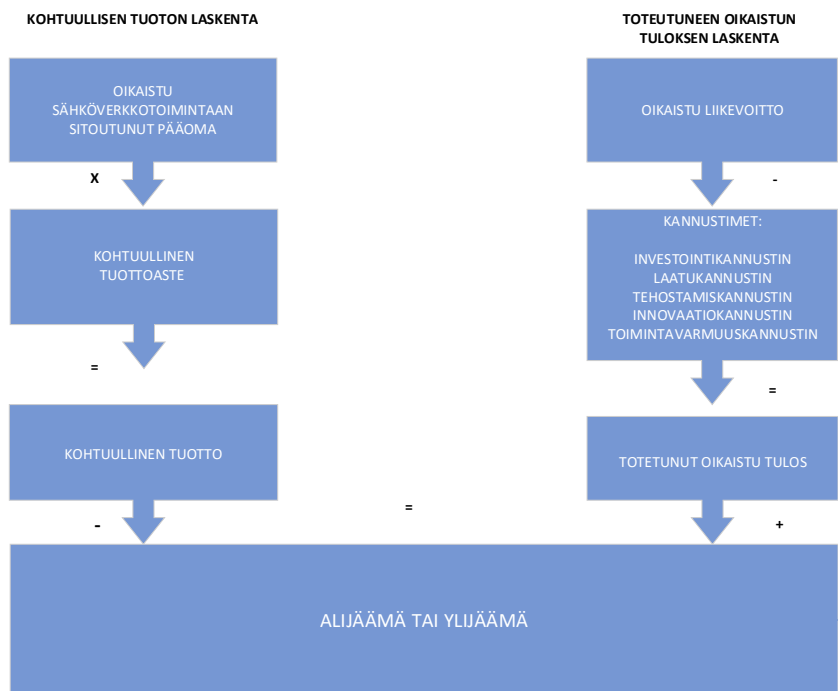 KOHTUULLISEN TUOTON LASKENTA
OIKAISTU
SÄHKÖVERKKOTOIMINTAAN
SITOUTUNUT PÄÄOMA
X
KOHTUULLINEN
TUOTTOASTE
=
KOHTUULLINEN TUOTTO
-
TOTEUTUNEEN OIKAISTUN
TULOKSEN LASKENTA
OIKAISTU LIIKEVOITTO
-
KANNUSTIMET:
INVESTOINTIKANNUSTIN
LAATUKANNUSTIN
TEHOSTAMISKANNUSTIN
INNOVAATIOKANNUSTIN
TOIMINTAVARMUUSKANNUSTIN
=
TOTETUNUT OIKAISTU TULOS
+
=
ALIJÄÄMÄ TAI YLIJÄÄMÄ